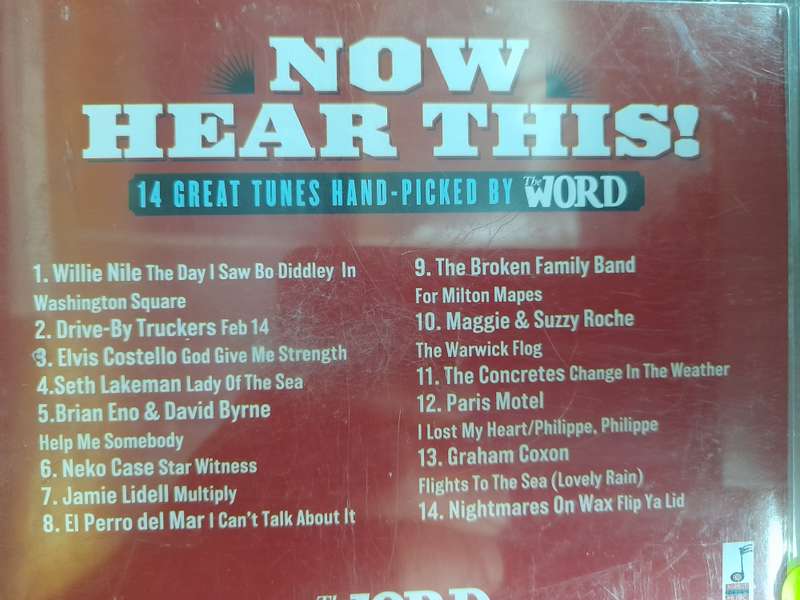 NOW
HEAR THIS!
14 GREAT TUNES HAND-PICKED BY The WORD
1. Willie Nile The Day I Saw Bo Diddley In
Washington Square
2. Drive-By Truckers Feb 14
3. Elvis Costello God Give Me Strength
4.Seth Lakeman Lady Of The Sea
5.Brian Eno & David Byrne
Help Me Somebody
6. Neko Case Star Witness
7. Jamie Lidell Multiply
8. El Perro del Mar I Can't Talk About It
9. The Broken Family Band
For Milton Mapes
10. Maggie & Suzzy Roche
The Warwick Flog
11. The Concretes Change In The Weather
12. Paris Motel
I Lost My Heart/Philippe, Philippe
13. Graham Coxon
Flights To The Sea (Lovely Rain)
14. Nightmares On Wax Flip Ya Lid
The WORD